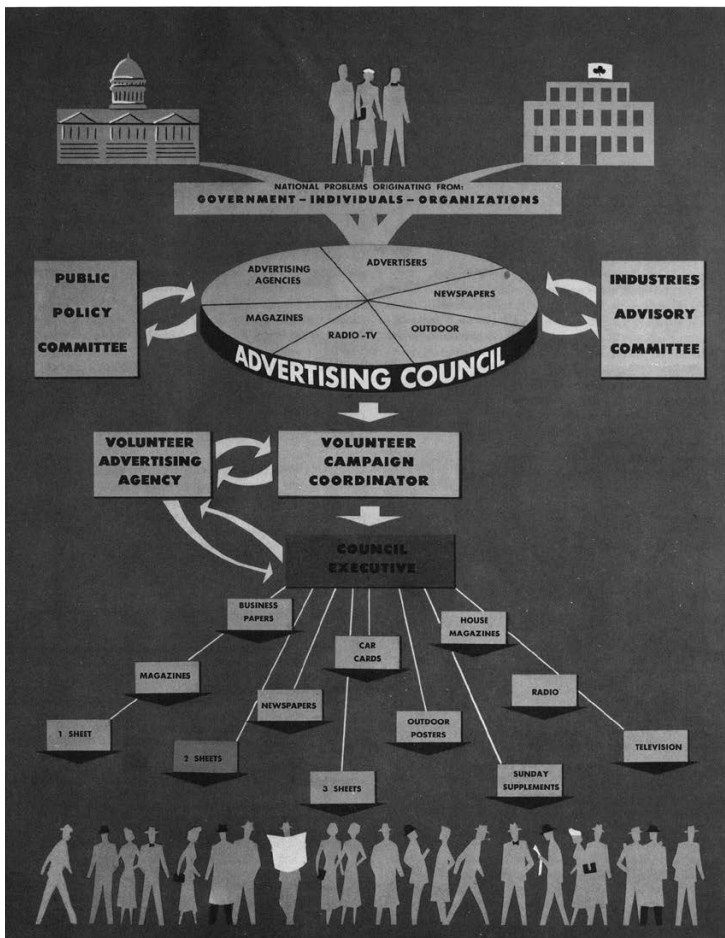 NATIONAL PROBLEMS ORIGINATING FROM:
GOVERNMENT - INDIVIDUALS - ORGANIZATIONS
PUBLIC
POLICY
COMMITTEE
ADVERTISING
AGENCIES
ADVERTISERS
NEWSPAPERS
MAGAZINES
RADIO-TV
OUTDOOR
ADVERTISING COUNCIL
INDUSTRIES
ADVISORY
COMMITTEE
VOLUNTEER
ADVERTISING
AGENCY
VOLUNTEER
CAMPAIGN
COORDINATOR
COUNCIL
EXECUTIVE
BUSINESS
PAPERS
HOUSE
MAGAZINES
CAR
CARDS
MAGAZINES
NEWSPAPERS
RADIO
1 SHEET
2 SHEETS
OUTDOOR
POSTERS
TELEVISION
3 SHEETS
SUNDAY
SUPPLEMENTS